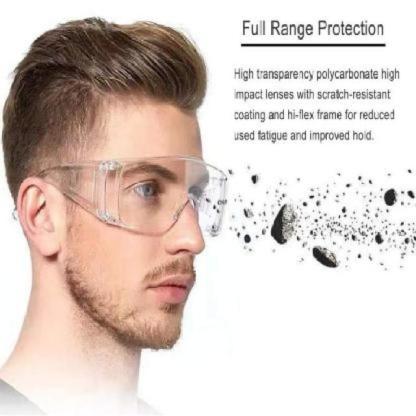 Full Range Protection
High transparency polycarbonate high
impact lenses with scratch-resistant
coating and hi-flex frame for reduced
used fatigue and improved hold.